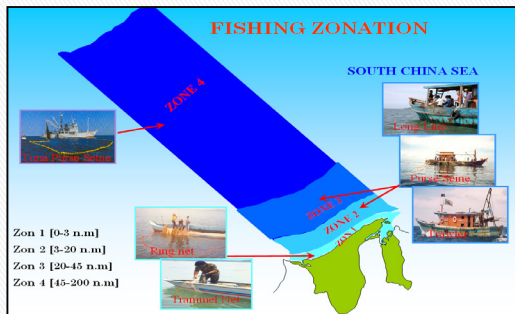 FISHING ZONATION
SOUTH CHINA SEA
ZONE 4
Long Line
Tuna Purse Seine
Purse Seine
ZONE 3
ZONE 2
ZON 1
Trawler
Zon 1 [0-3 n.m]
Zon 2 [3-20 n.m]
Zon 3 [20-45 n.m]
Zon 4 [45-200 n.m]
Ring net
Trammel Net